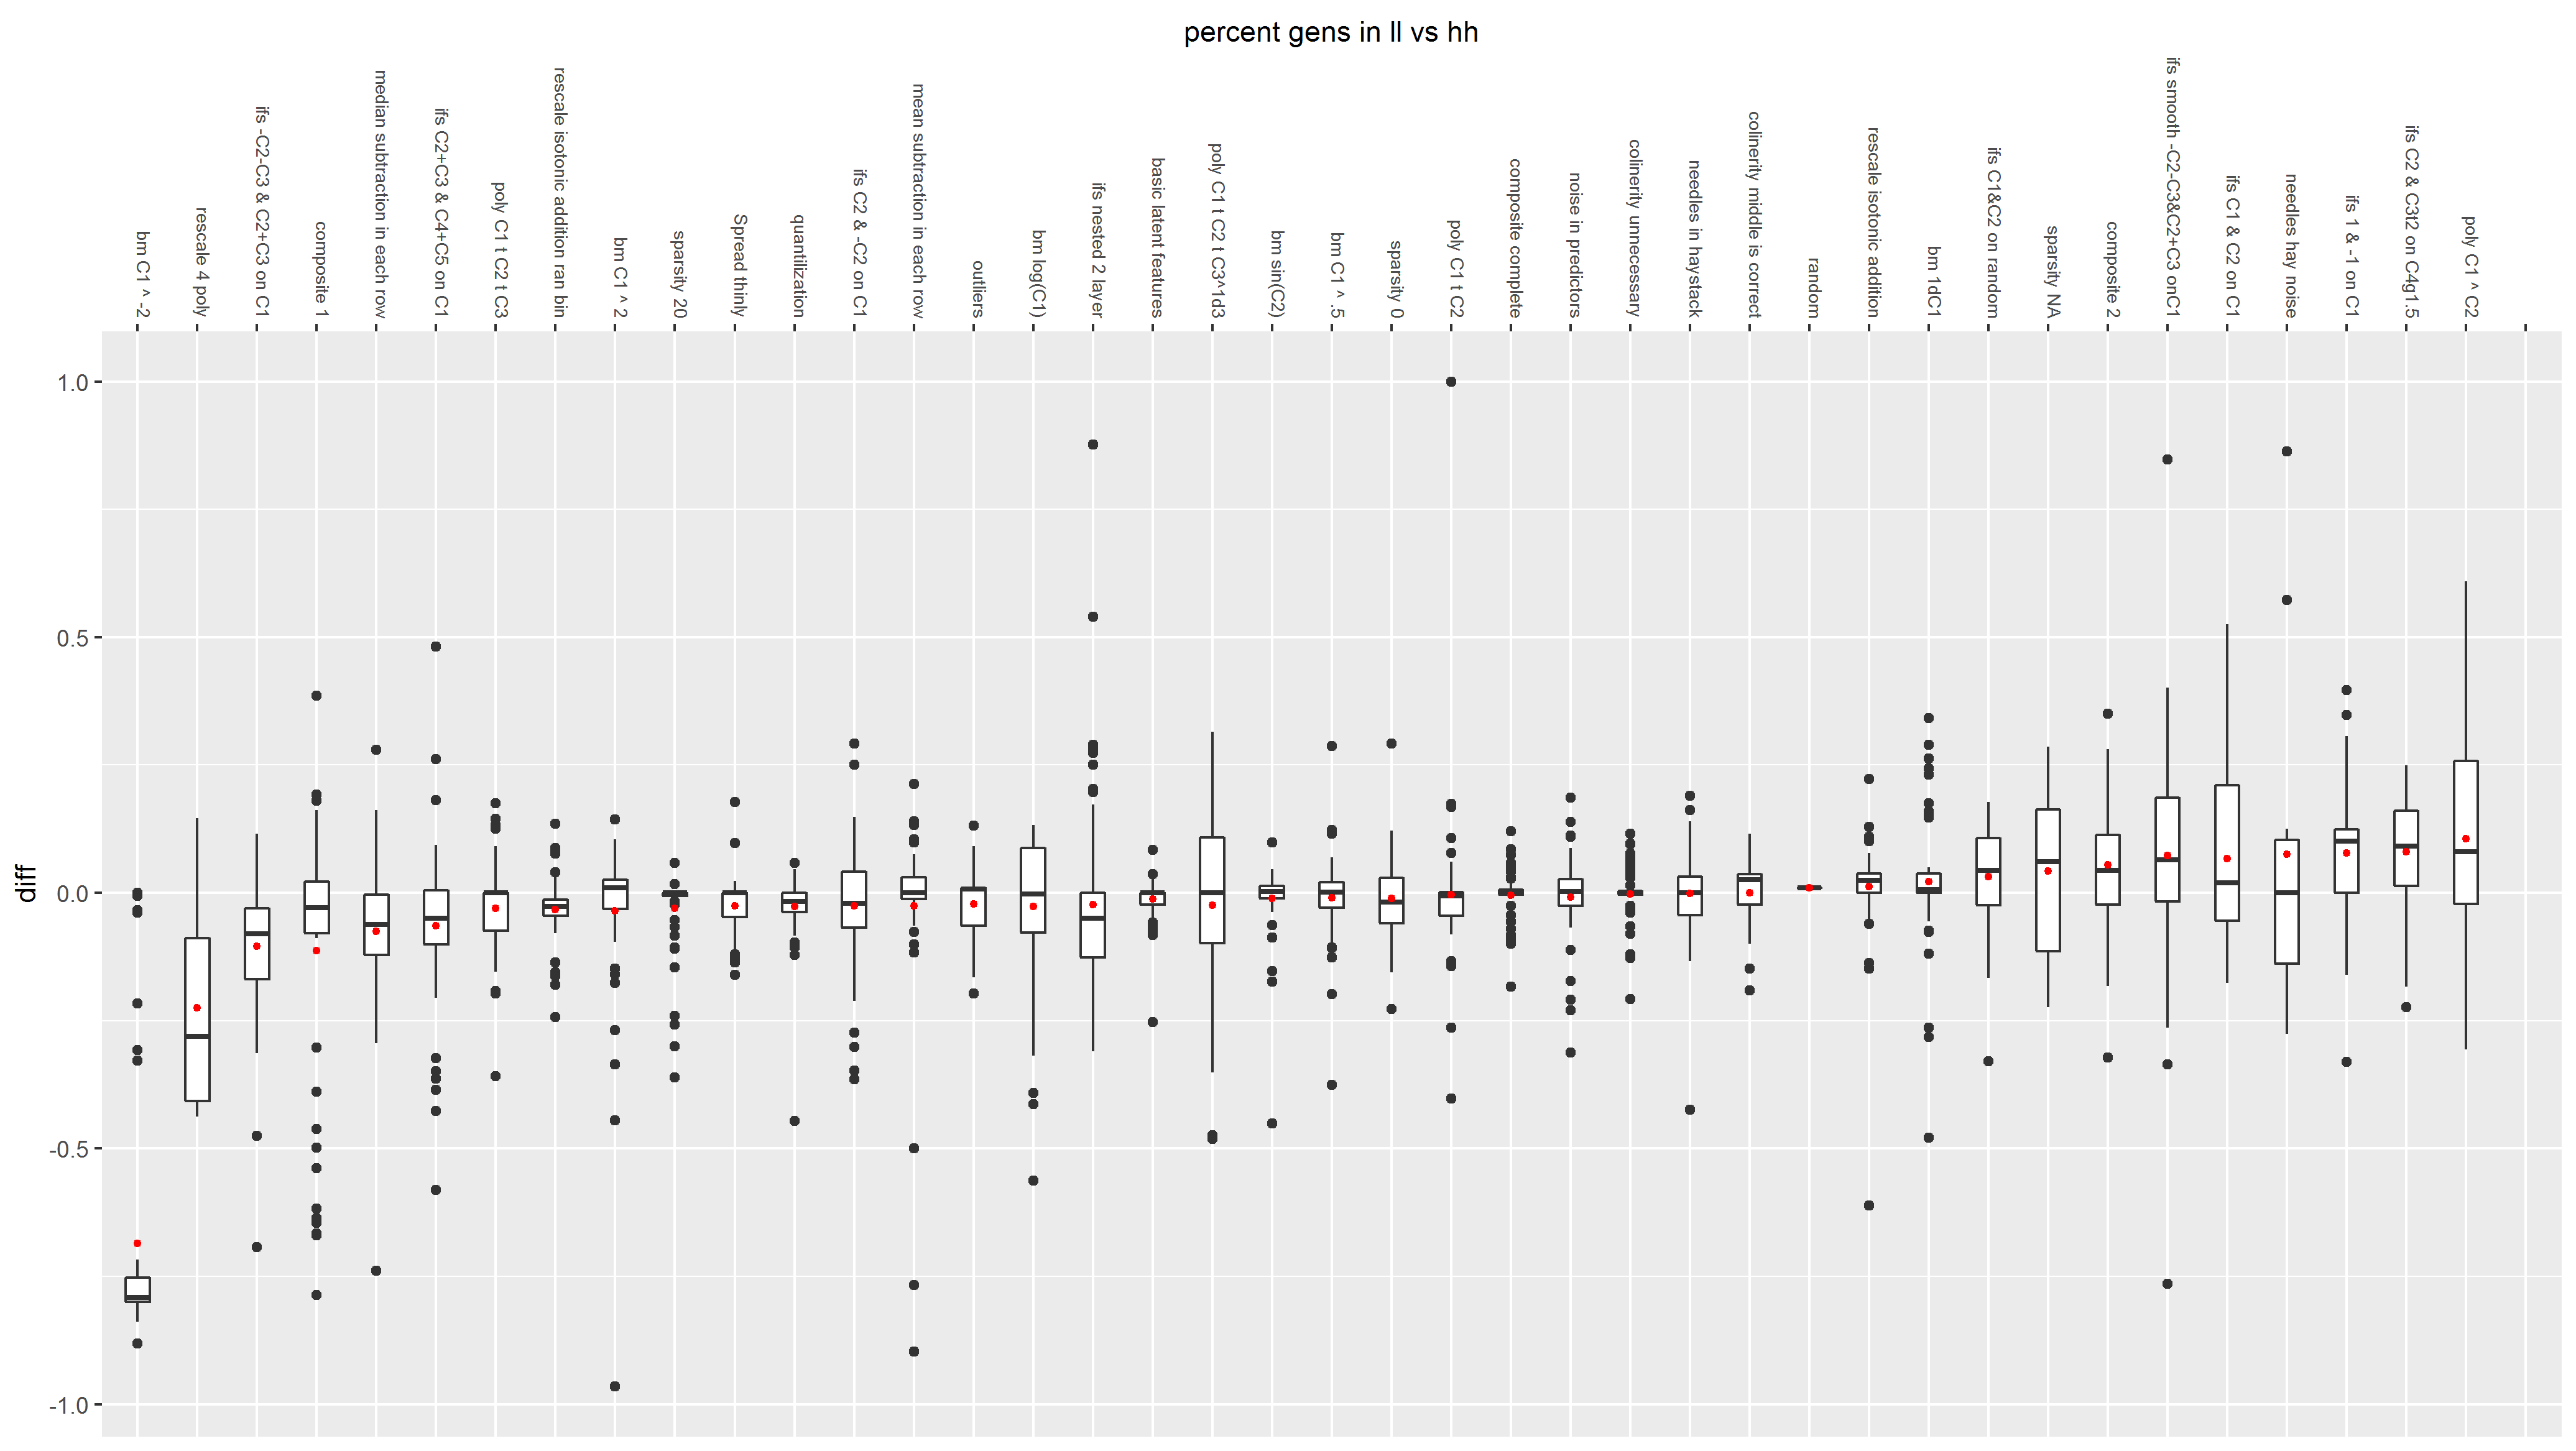 percent gens in ll vs hh
bm C1 ^ -2
rescale 4 poly
ifs -C2-C3 & C2+C3 on C1
composite 1
median subtraction in each row
ifs C2+C3 & C4+C5 on C1
poly C1 t C2 t C3
rescale isotonic addition ran bin
bm C1 ^ 2
sparsity 20
Spread thinly
quantilization
ifs C2 & -C2 on C1
mean subtraction in each row
outliers
bm log(C1)
ifs nested 2 layer
basic latent features
poly C1 t C2 t C3^1d3
bm sin(C2)
bm C1 ^ .5
sparsity 0
poly C1 t C2
composite complete
noise in predictors
colinerity unnecessary
needles in haystack
colinerity middle is correct
random
rescale isotonic addition
bm 1dC1
ifs C1&C2 on random
sparsity NA
composite 2
ifs smooth -C2-C3&C2+C3 onC1
ifs C1 & C2 on C1
needles hay noise
ifs 1 & -1 on C1
ifs C2 & C3t2 on C4g1.5
poly C1 ^ C2
1.0
0.5
0.0
-0.5
-1.0
diff